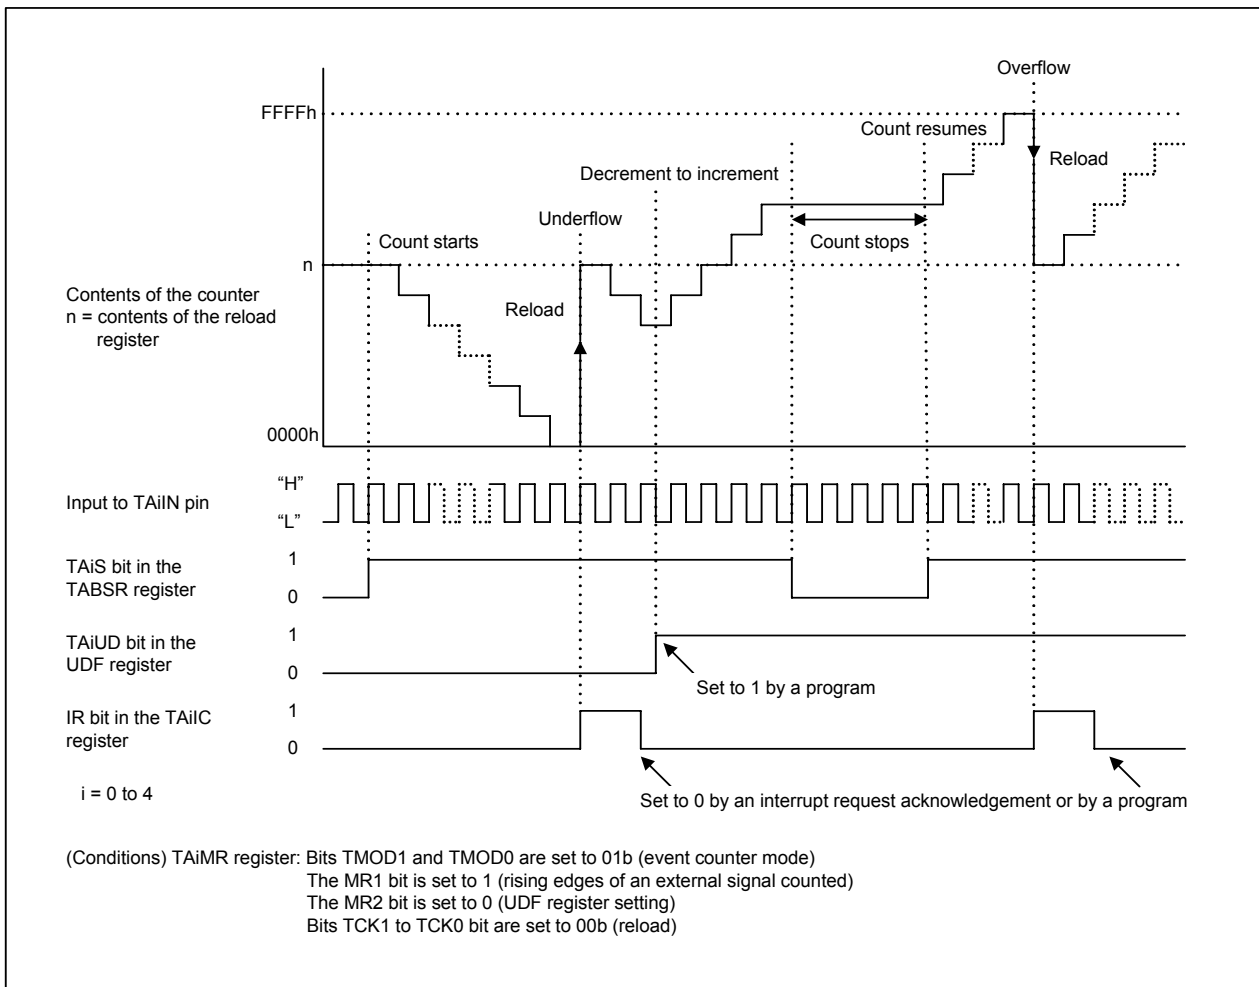 Overflow
FFFFh
Count resumes
Reload
Decrement to increment
Underflow
Count starts
Count stops
n
Contents of the counter
n = contents of the reload
register
Reload
0000h
“H”
Input to TAiIN pin
“L”
TAiS bit in the
TABSR register
1
0
TAiUD bit in the
UDF register
1
0
Set to 1 by a program
IR bit in the TAiIC
register
1
0
i = 0 to 4
Set to 0 by an interrupt request acknowledgement or by a program
(Conditions) TAiMR register: Bits TMOD1 and TMOD0 are set to 01b (event counter mode)
The MR1 bit is set to 1 (rising edges of an external signal counted)
The MR2 bit is set to 0 (UDF register setting)
Bits TCK1 to TCK0 bit are set to 00b (reload)